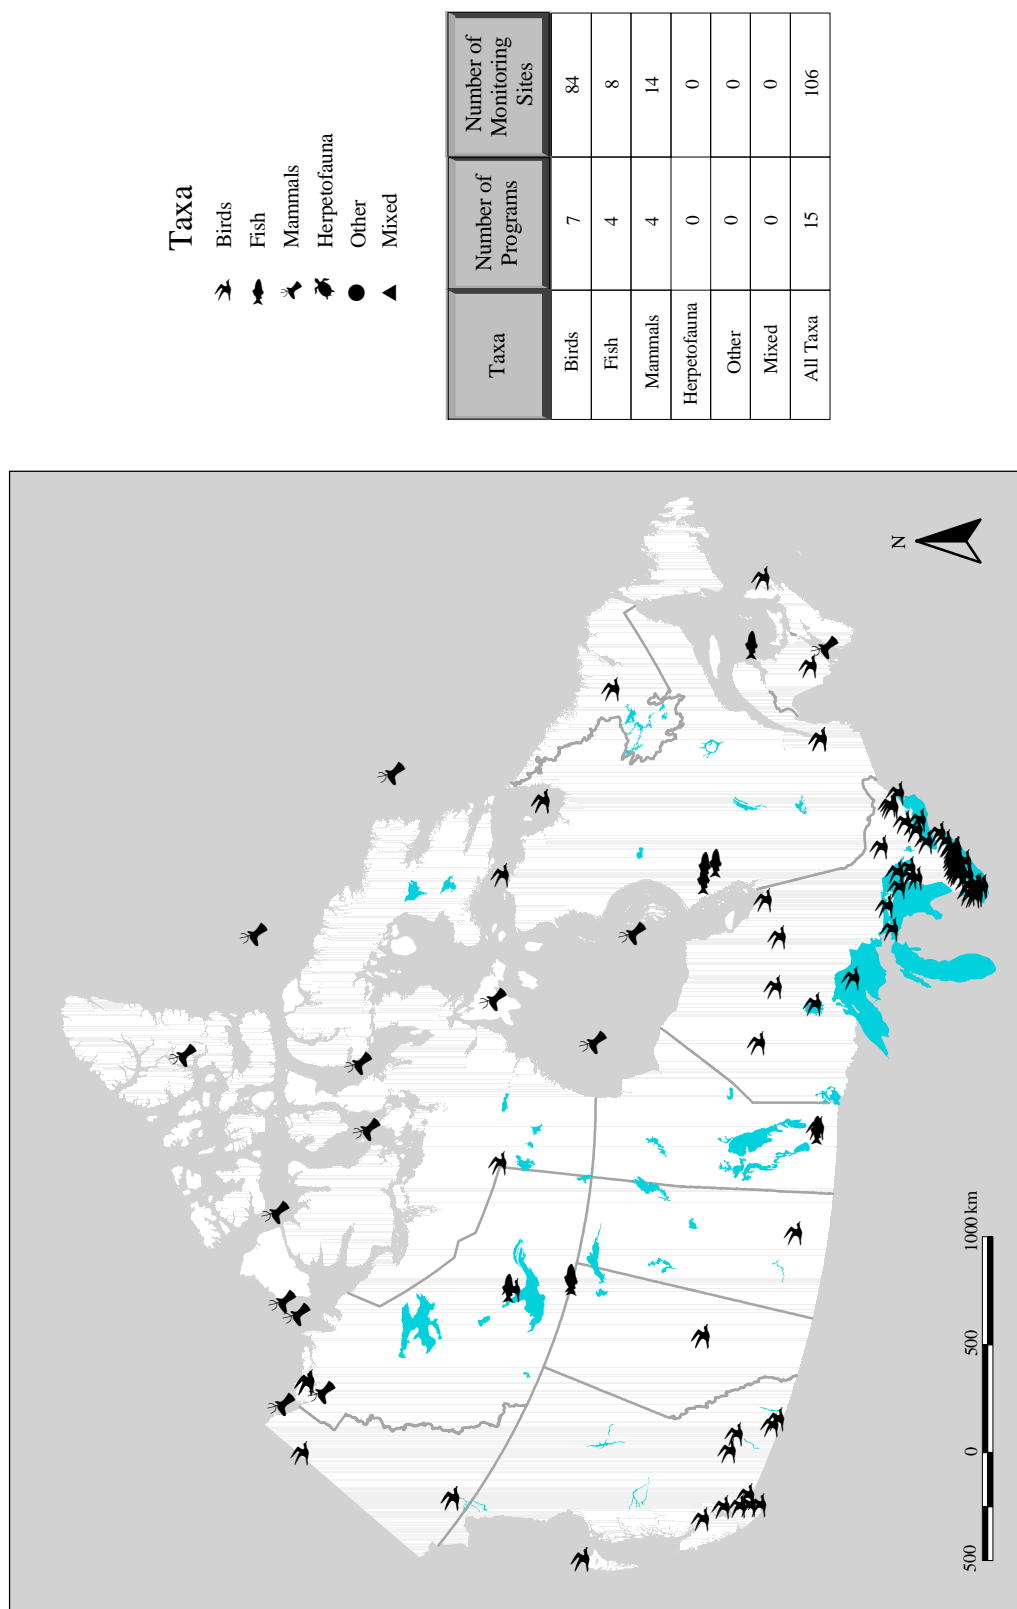 Taxa
Birds
Fish
Mammals
Herpetofauna
Other
Mixed
Taxa
Number of
Programs
Number of
Monitoring
Sites
Birds 7 84
Fish 4 8
Mammals 4 14
Herpetofauna 0 0
Other 0 0
Mixed 0 0
All Taxa 15 106
N
500 0 500 1000 km